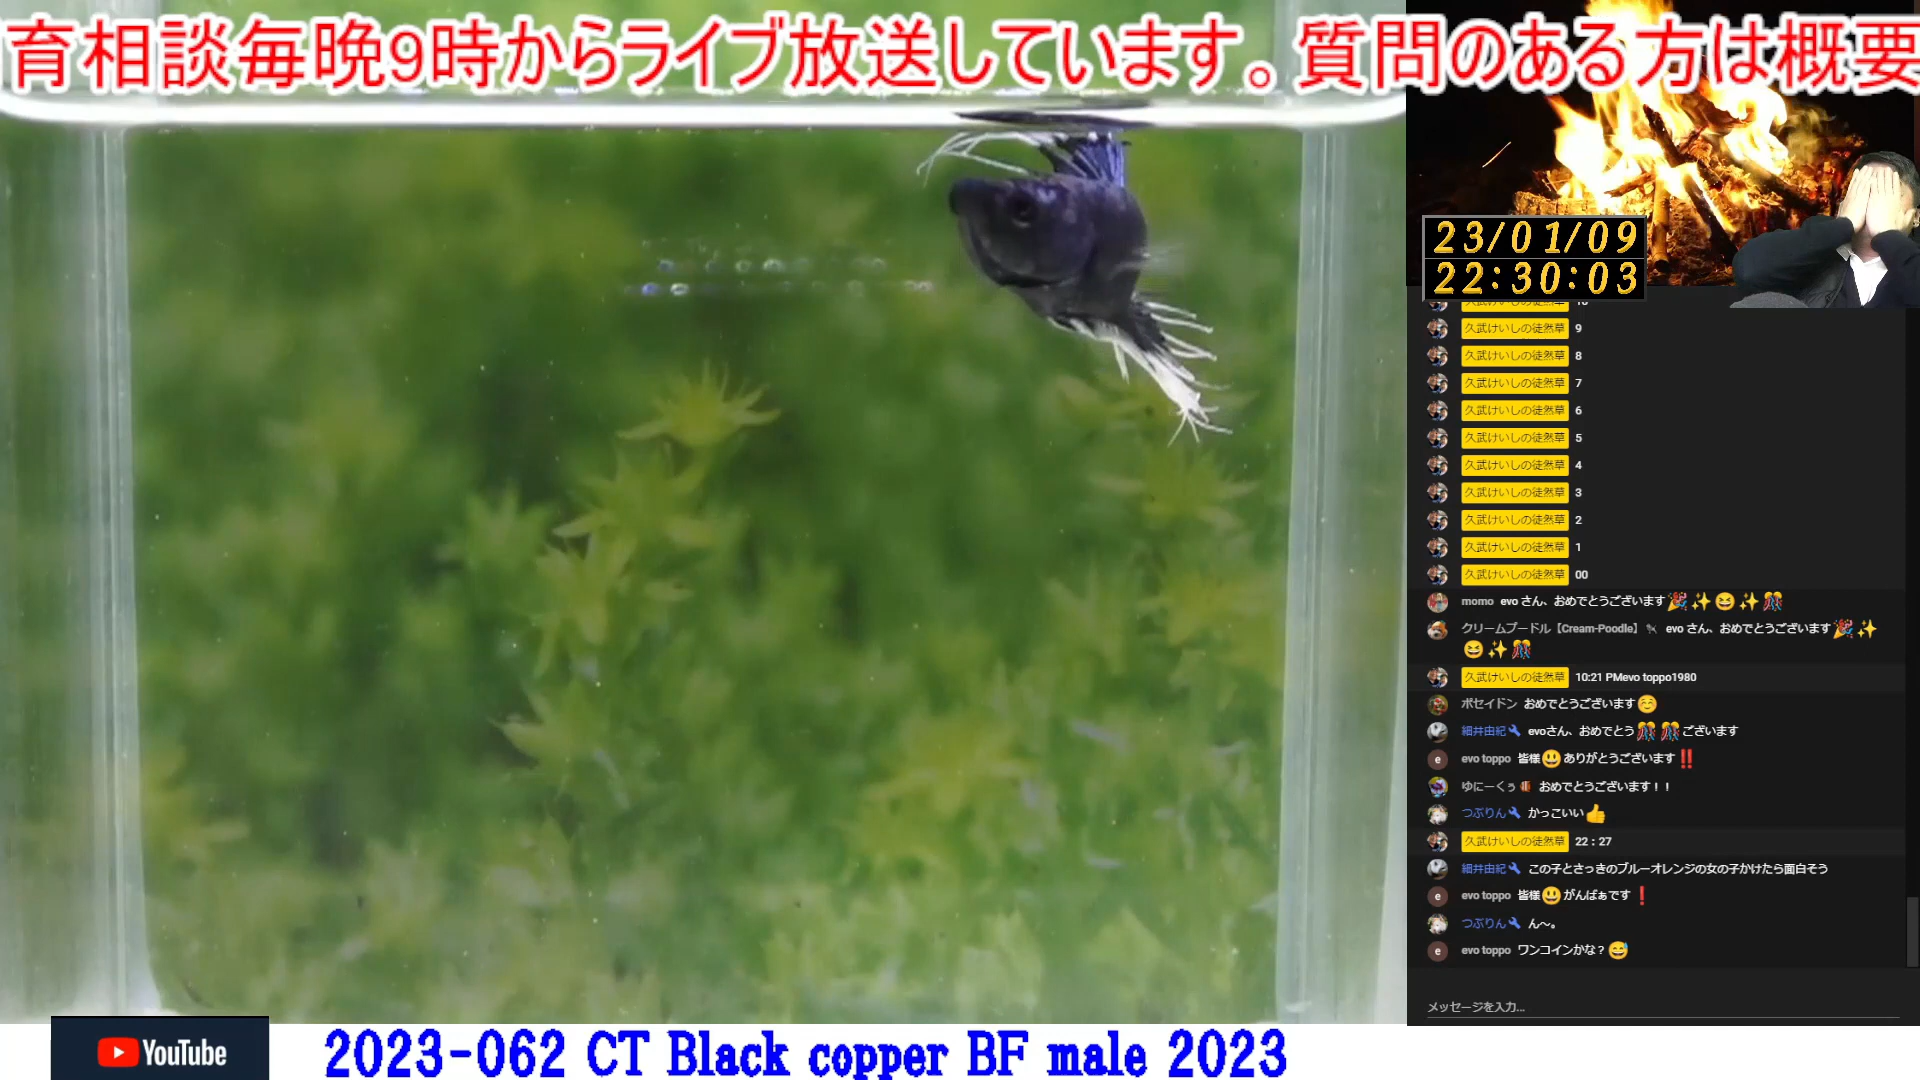 育相談毎晩9時からライブ放送しています。質問のある方は概要
23/01/09
22:30:03
久武けいしの徒然草 10
久武けいしの徒然草 9
久武けいしの徒然草 8
久武けいしの徒然草 7
久武けいしの徒然草 6
久武けいしの徒然草 5
久武けいしの徒然草 4
久武けいしの徒然草 3
久武けいしの徒然草 2
久武けいしの徒然草 1
久武けいしの徒然草 00
momo evo さん、おめでとうございます🎉✨😆✨🎊
クリームプードル【Cream-Poodle】🐩 evo さん、おめでとうございます🎉✨
😆✨🎊
久武けいしの徒然草 10:21 PMevo toppo1980
ポセイドン おめでとうございます☺️
細井由紀 evoさん、おめでとう🎊🎊ございます
evo toppo 皆様😃ありがとうございます‼️
ゆにーくぅ🐠 おめでとうございます！！
つぶりん かっこいい👍
久武けいしの徒然草 22：27
細井由紀 この子とさっきのブルーオレンジの女の子かけたら面白そう
evo toppo 皆様😃がんばぁです❗
つぶりん ん〜。
evo toppo ワンコインかな？😅
メッセージを入力...
YouTube
2023-062 CT Black copper BF male 2023